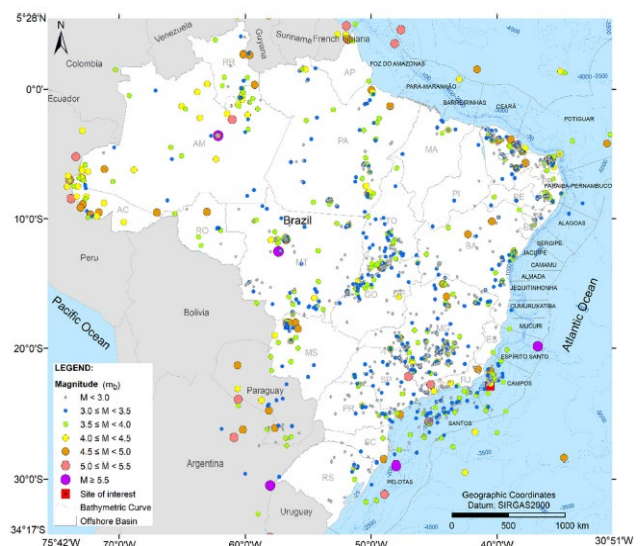 5°28'N
0°0'
10°0'S
20°0'S
30°0'S
34°17'S
75°42'W
70°0'W
60°0'W
50°0'W
40°0'W
30°51'W
N
Venezuela
Guyana
Suriname
French Guiana
Colombia
Ecuador
RR
AP
FOZ DO AMAZONAS
PARÁ-MARANHÃO
BARREIRINHAS
CEARÁ
POTIGUAR
AM
PA
MA
PI
PARAÍBA-PERNAMBUCO
AC
RO
TO
Brazil
BA
ALAGOAS
SERGIPE
JACUÍPE
CAMAMU
ALMADA
JEQUITINHONHA
CUMURUXATIBA
MUCURI
ESPÍRITO SANTO
CAMPOS
Peru
Bolivia
MT
GO
MS
MG
ES
RJ
SP
PR
SC
RS
SANTOS
PELOTAS
Pacific Ocean
Atlantic Ocean
Paraguay
Argentina
Uruguay
LEGEND:
Magnitude (mb)
M < 3.0
3.0 ≤ M < 3.5
3.5 ≤ M < 4.0
4.0 ≤ M < 4.5
4.5 ≤ M < 5.0
5.0 ≤ M < 5.5
M ≥ 5.5
Site of interest
Bathymetric Curve
Offshore Basin
Geographic Coordinates
Datum: SIRGAS2000
0 500 1000 km